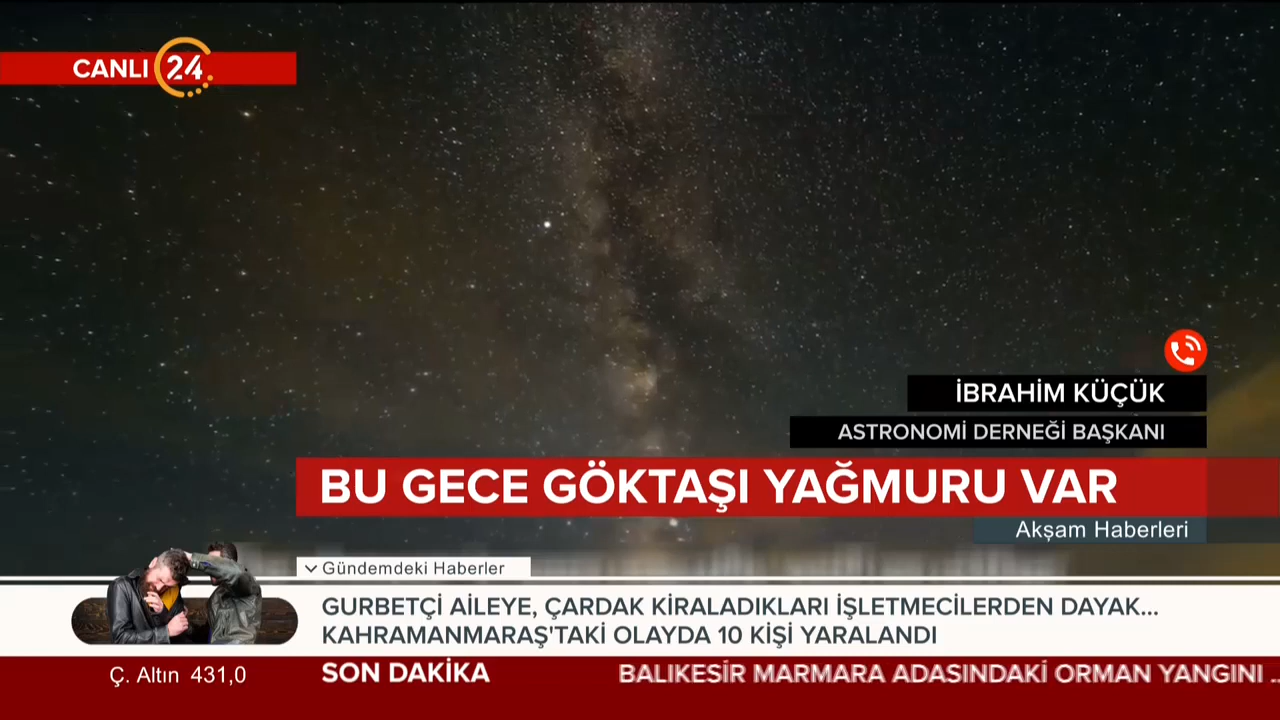 CANLI 24
İBRAHİM KÜÇÜK
ASTRONOMİ DERNEĞİ BAŞKANI
BU GECE GÖKTAŞI YAĞMURU VAR
Akşam Haberleri
Gündemdeki Haberler
GURBETÇİ AİLEYE, ÇARDAK KİRALADIKLARI İŞLETMECİLERDEN DAYAK...
KAHRAMANMARAŞ'TAKİ OLAYDA 10 KİŞİ YARALANDI
Ç. Altın 431,0
SON DAKİKA
BALIKESİR MARMARA ADASINDAKİ ORMAN YANGINI ..